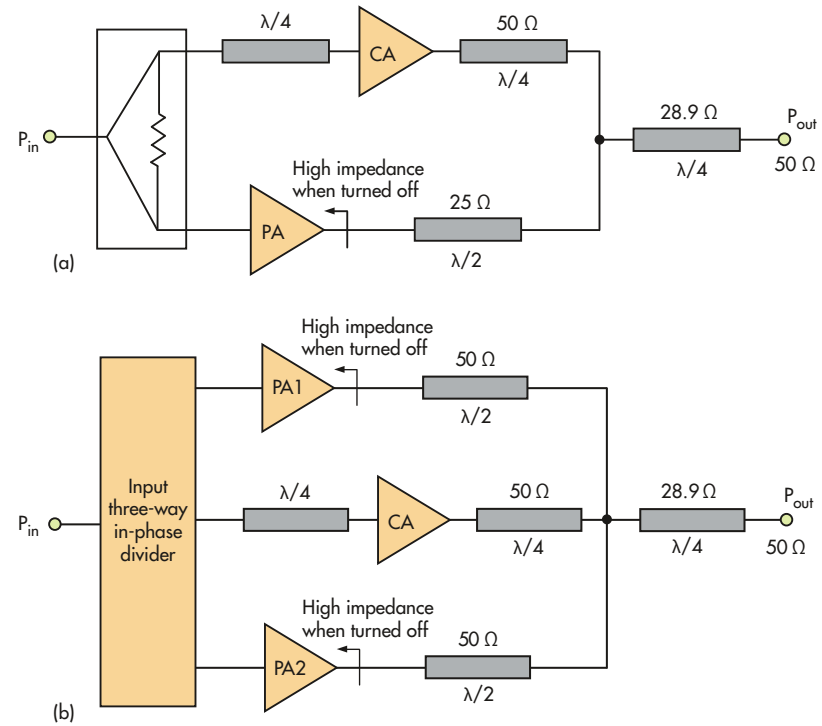 λ/4
CA
50 Ω
λ/4
P_in
28.9 Ω
λ/4
P_out
50 Ω
High impedance
when turned off
PA
25 Ω
λ/2
(a)
High impedance
when turned off
PA1
50 Ω
λ/2
Input
three-way
in-phase
divider
P_in
λ/4
CA
50 Ω
λ/4
28.9 Ω
λ/4
P_out
50 Ω
High impedance
when turned off
PA2
50 Ω
λ/2
(b)